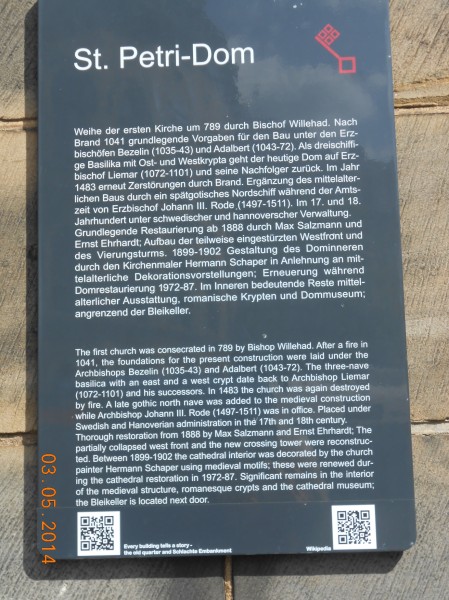 St. Petri-Dom
Weihe der ersten Kirche um 789 durch Bischof Willehad. Nach
Brand 1041 grundlegende Vorgaben für den Bau unter den Erz-
bischöfen Bezelin (1035-43) und Adalbert (1043-72). Als dreischiffi-
ge Basilika mit Ost- und Westkrypta geht der heutige Dom auf Erz-
bischof Liemar (1072-1101) und seine Nachfolger zurück. Im Jahr
1483 erneut Zerstörungen durch Brand. Ergänzung des mittelalter-
lichen Baus durch ein spätgotisches Nordschiff während der Amts-
zeit von Erzbischof Johann III. Rode (1497-1511). Im 17. und 18.
Jahrhundert unter schwedischer und hannoverscher Verwaltung.
Grundlegende Restaurierung ab 1888 durch Max Salzmann und
Ernst Ehrhardt; Aufbau der teilweise eingestürzten Westfront und
des Vierungsturms. 1899-1902 Gestaltung des Dominneren
durch den Kirchenmaler Hermann Schaper in Anlehnung an mit-
telalterliche Dekorationsvorstellungen; Erneuerung während
Domrestaurierung 1972-87. Im Inneren bedeutende Reste mittel-
alterlicher Ausstattung, romanische Krypten und Dommuseum;
angrenzend der Bleikeller.
The first church was consecrated in 789 by Bishop Willehad. After a fire in
1041, the foundations for the present construction were laid under the
Archbishops Bezelin (1035-43) and Adalbert (1043-72). The three-nave
basilica with an east and a west crypt date back to Archbishop Liemar
(1072-1101) and his successors. In 1483 the church was again destroyed
by fire. A late gothic north nave was added to the medieval construction
while Archbishop Johann III. Rode (1497-1511) was in office. Placed under
Swedish and Hanoverian administration in the 17th and 18th century.
Thorough restoration from 1888 by Max Salzmann and Ernst Ehrhardt; The
partially collapsed west front and the new crossing tower were reconstruc-
ted. Between 1899-1902 the cathedral interior was decorated by the church
painter Hermann Schaper using medieval motifs; these were renewed dur-
ing the cathedral restoration in 1972-87. Significant remains in the interior
of the medieval structure, romanesque crypts and the cathedral museum;
the Bleikeller is located next door.
Every building tells a story -
the old quarter and Schlachte Embankment
Wikipedia
03.05.2014